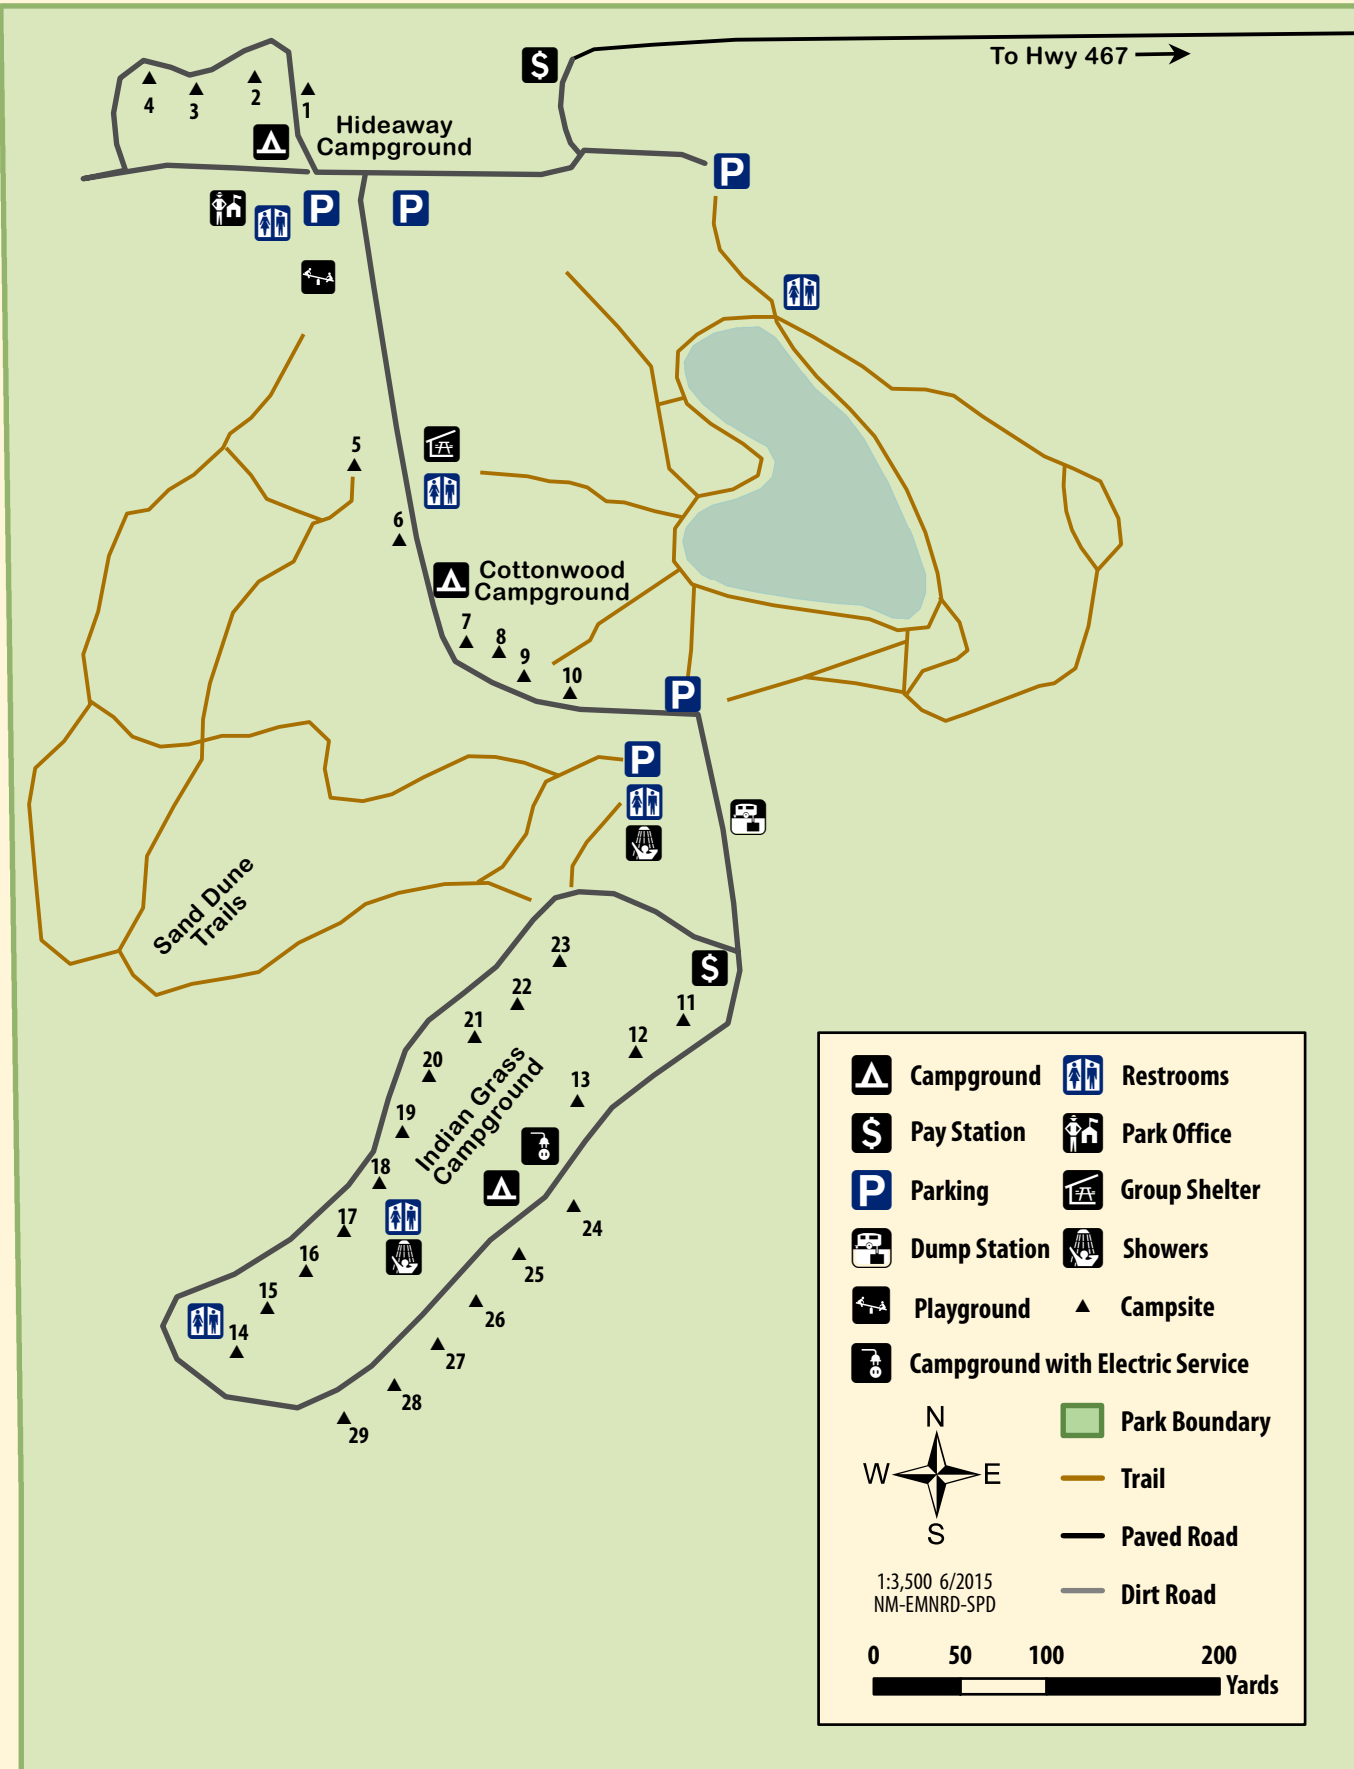 To Hwy 467
4
3
2
1
Hideaway
Campground
5
6
Cottonwood
Campground
7
8
9
10
Sand Dune
Trails
23
22
21
20
19
18
17
16
15
14
11
12
13
Indian Grass
Campground
24
25
26
27
28
29
P
P
P
P
P
$
$
Campground
Restrooms
$
Pay Station
Park Office
P
Parking
Group Shelter
Dump Station
Showers
Playground
Campsite
Campground with Electric Service
N
W
E
S
Park Boundary
Trail
Paved Road
Dirt Road
1:3,500 6/2015
NM-EMNRD-SPD
0 50 100 200
Yards